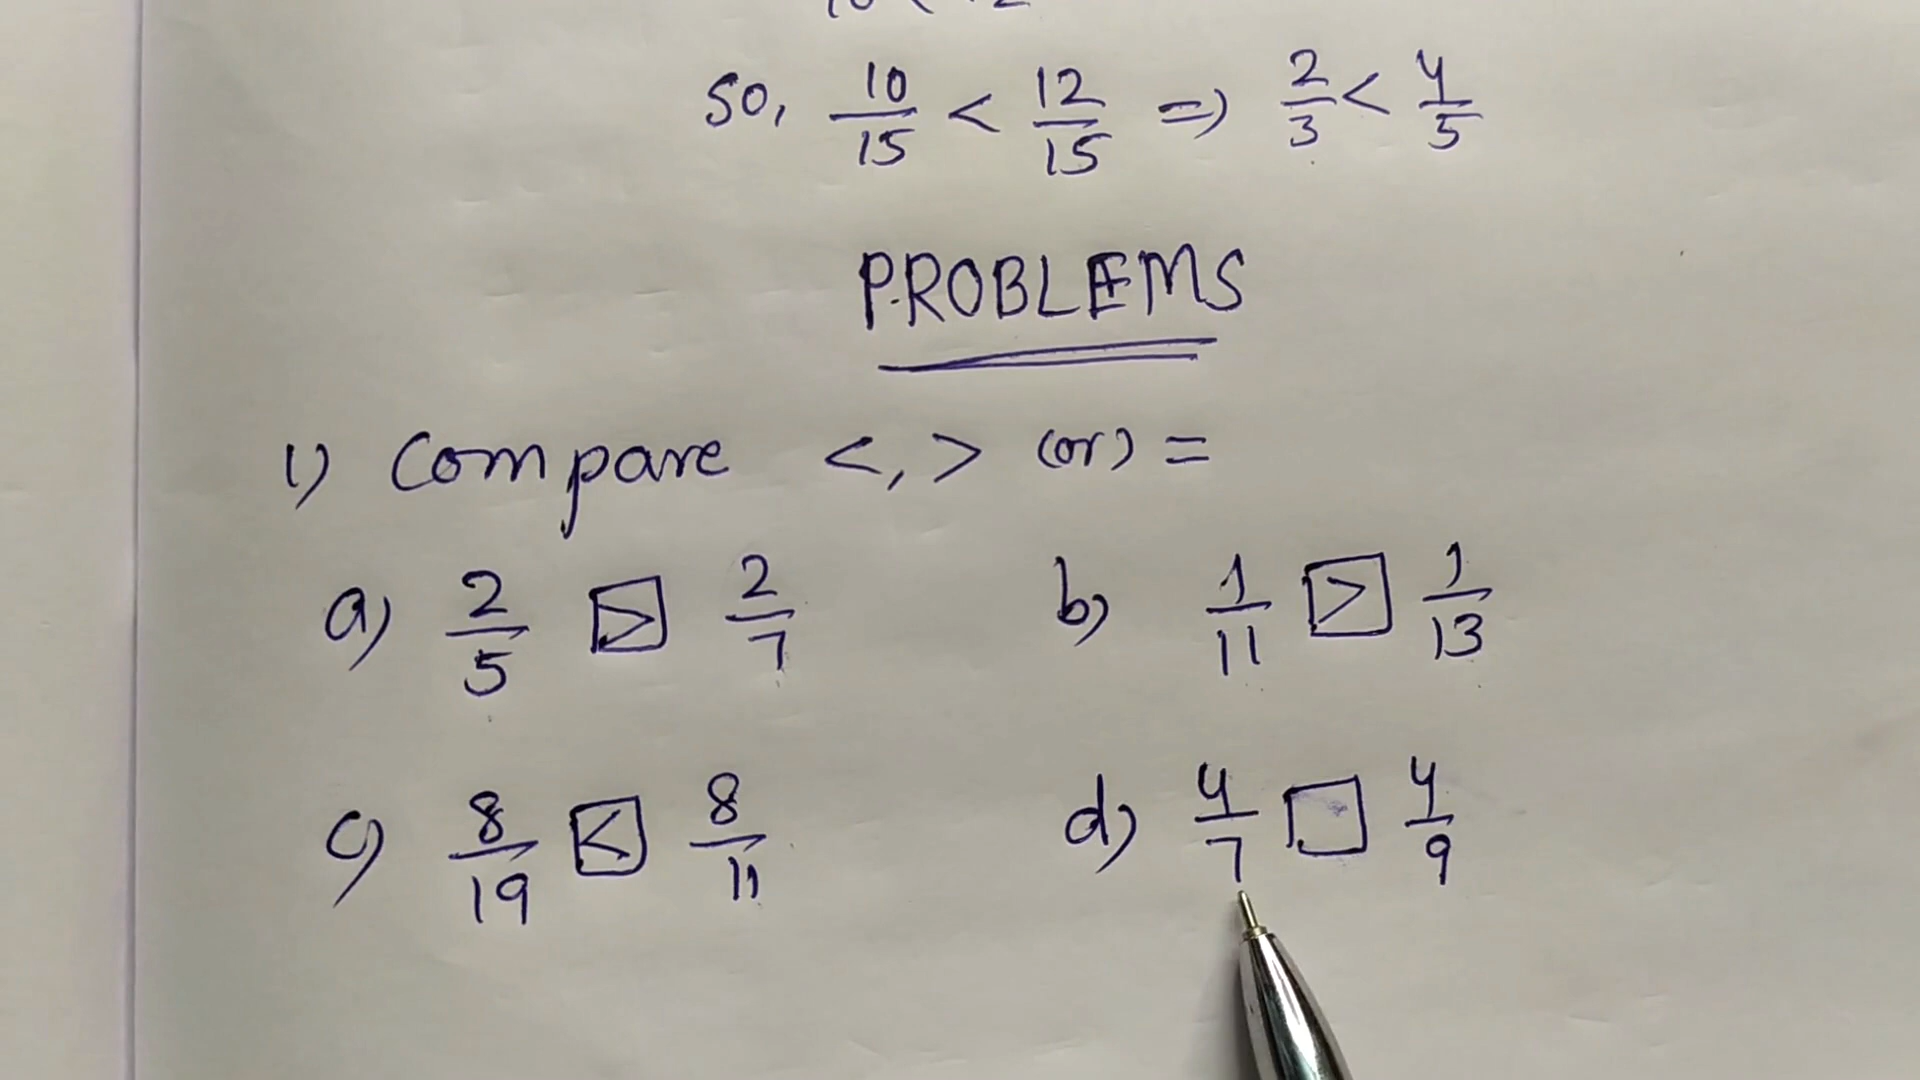 So, 10/15 < 12/15 => 2/3 < 4/5
PROBLEMS
1) Compare <, > (or) =
a) 2/5 > 2/7 b) 1/11 > 1/13
c) 8/19 < 8/11 d) 4/7 □ 4/9